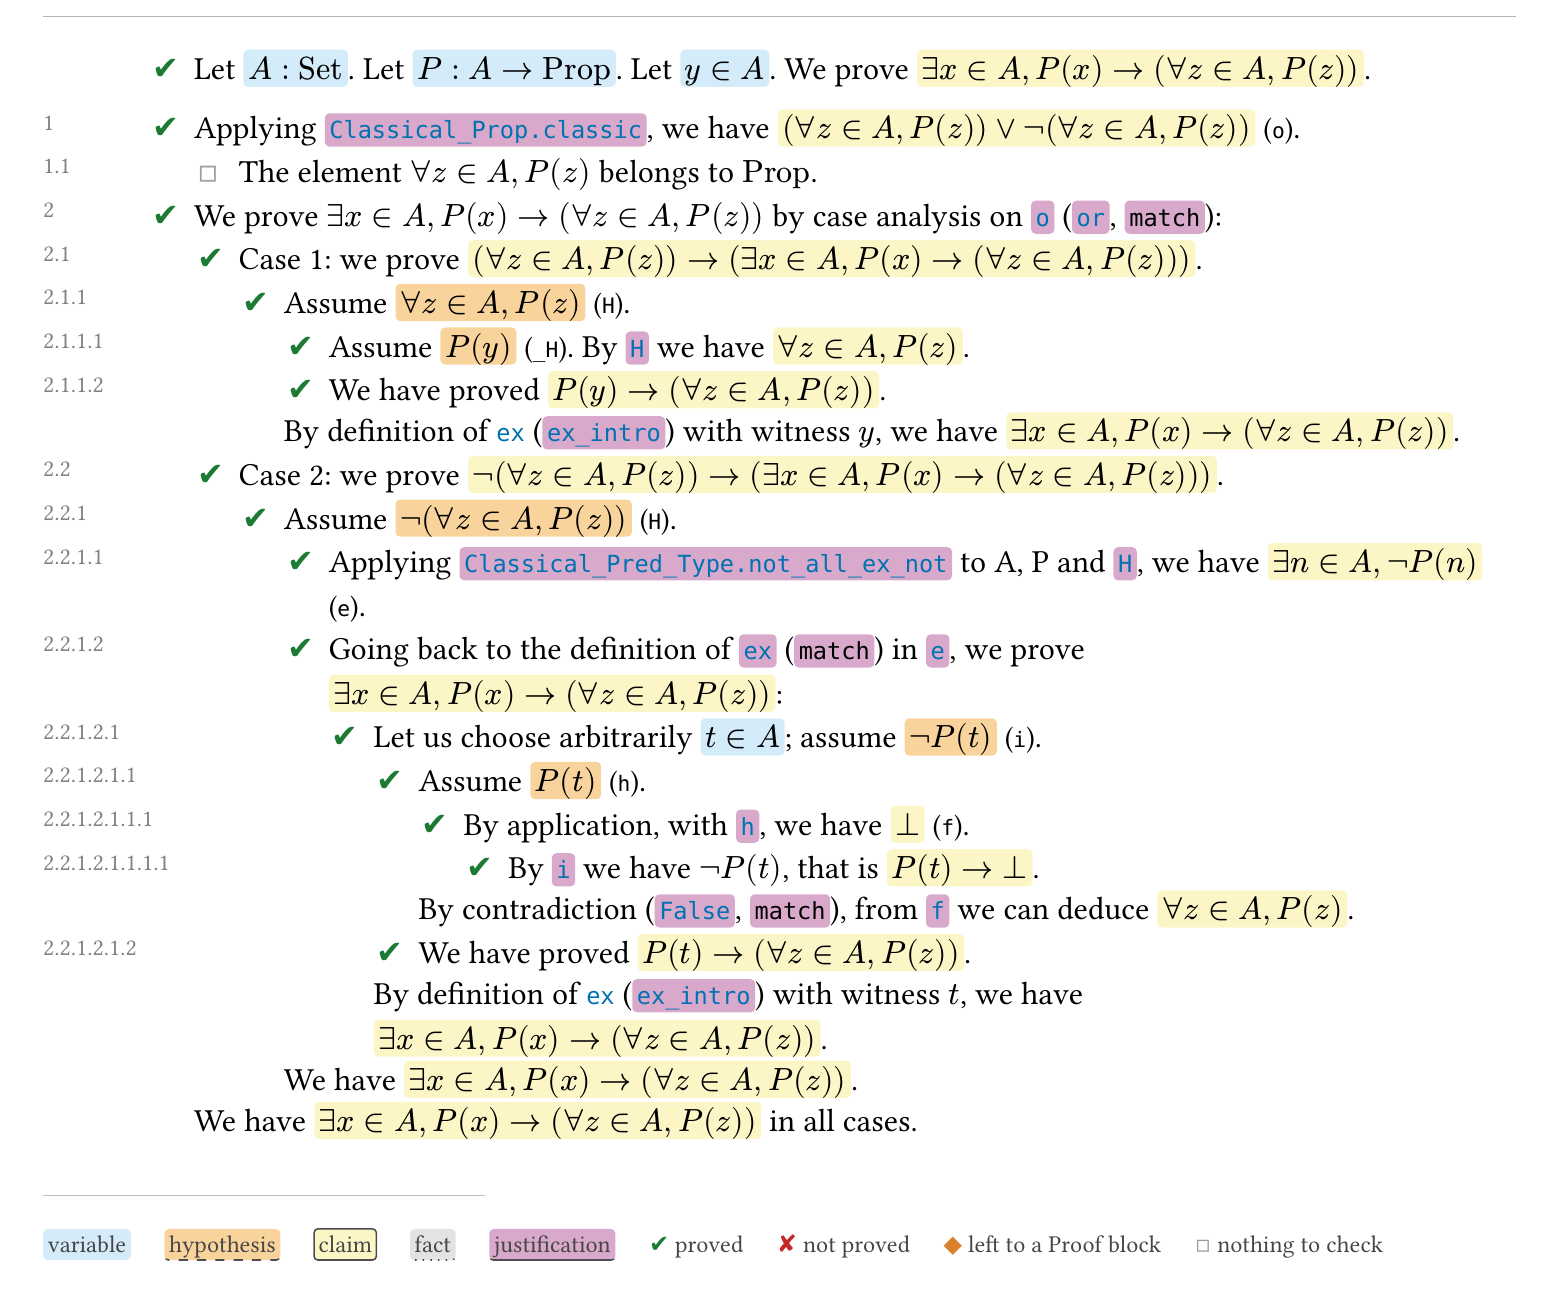 ✔ Let A : Set. Let P : A → Prop. Let y ∈ A. We prove ∃x ∈ A, P(x) → (∀z ∈ A, P(z)).
1 ✔ Applying Classical_Prop.classic, we have (∀z ∈ A, P(z)) ∨ ¬(∀z ∈ A, P(z)) (o).
1.1 □ The element ∀z ∈ A, P(z) belongs to Prop.
2 ✔ We prove ∃x ∈ A, P(x) → (∀z ∈ A, P(z)) by case analysis on o (or, match):
2.1 ✔ Case 1: we prove (∀z ∈ A, P(z)) → (∃x ∈ A, P(x) → (∀z ∈ A, P(z))).
2.1.1 ✔ Assume ∀z ∈ A, P(z) (H).
2.1.1.1 ✔ Assume P(y) (_H). By H we have ∀z ∈ A, P(z).
2.1.1.2 ✔ We have proved P(y) → (∀z ∈ A, P(z)).
By definition of ex (ex_intro) with witness y, we have ∃x ∈ A, P(x) → (∀z ∈ A, P(z)).
2.2 ✔ Case 2: we prove ¬(∀z ∈ A, P(z)) → (∃x ∈ A, P(x) → (∀z ∈ A, P(z))).
2.2.1 ✔ Assume ¬(∀z ∈ A, P(z)) (H).
2.2.1.1 ✔ Applying Classical_Pred_Type.not_all_ex_not to A, P and H, we have ∃n ∈ A, ¬P(n)
(e).
2.2.1.2 ✔ Going back to the definition of ex (match) in e, we prove
∃x ∈ A, P(x) → (∀z ∈ A, P(z)):
2.2.1.2.1 ✔ Let us choose arbitrarily t ∈ A; assume ¬P(t) (i).
2.2.1.2.1.1 ✔ Assume P(t) (h).
2.2.1.2.1.1.1 ✔ By application, with h, we have ⊥ (f).
2.2.1.2.1.1.1.1 ✔ By i we have ¬P(t), that is P(t) → ⊥.
By contradiction (False, match), from f we can deduce ∀z ∈ A, P(z).
2.2.1.2.1.2 ✔ We have proved P(t) → (∀z ∈ A, P(z)).
By definition of ex (ex_intro) with witness t, we have
∃x ∈ A, P(x) → (∀z ∈ A, P(z)).
We have ∃x ∈ A, P(x) → (∀z ∈ A, P(z)).
We have ∃x ∈ A, P(x) → (∀z ∈ A, P(z)) in all cases.
variable hypothesis claim fact justification ✔ proved ✘ not proved ◆ left to a Proof block □ nothing to check